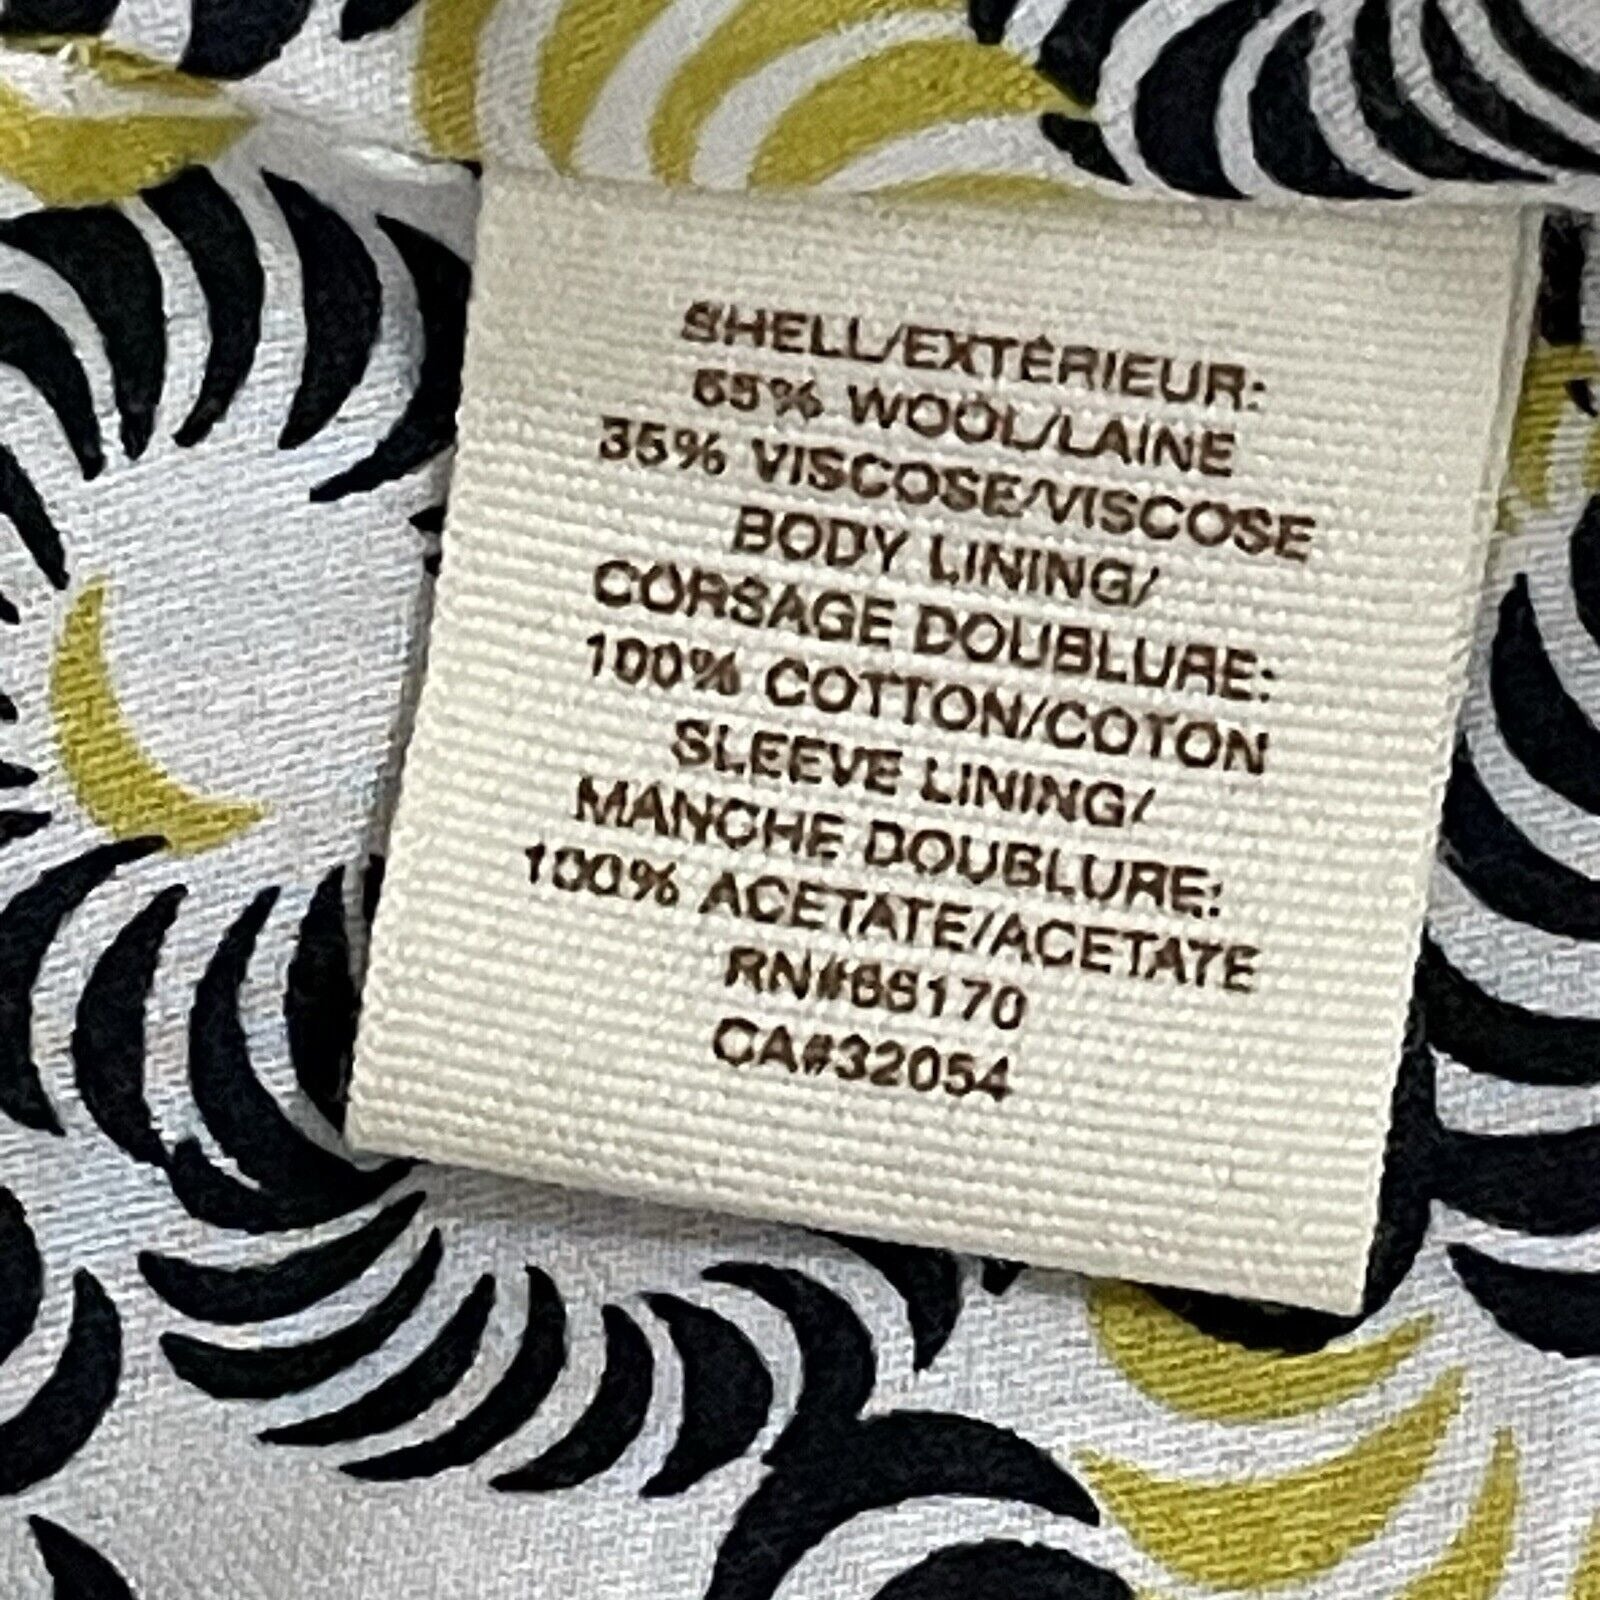 SHELL/EXTÉRIEUR:
65% WOOL/LAINE
35% VISCOSE/VISCOSE
BODY LINING/
CORSAGE DOUBLURE:
100% COTTON/COTON
SLEEVE LINING/
MANCHE DOUBLURE:
100% ACETATE/ACETATE
RN#66170
CA#32054